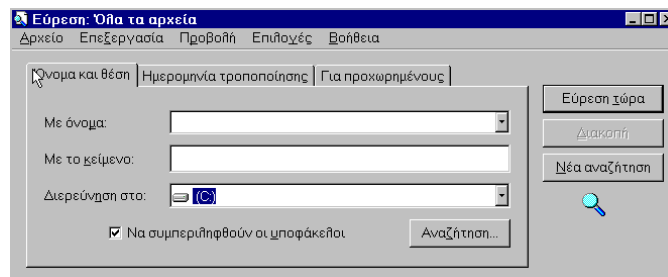 Εύρεση: Όλα τα αρχεία
Αρχείο Επεξεργασία Προβολή Επιλογές Βοήθεια
Όνομα και θέση Ημερομηνία τροποποίησης Για προχωρημένους
Εύρεση τώρα
Με όνομα:
Διακοπή
Με το κείμενο:
Νέα αναζήτηση
Διερεύνηση στο: (C:)
Να συμπεριληφθούν οι υποφάκελοι Αναζήτηση...